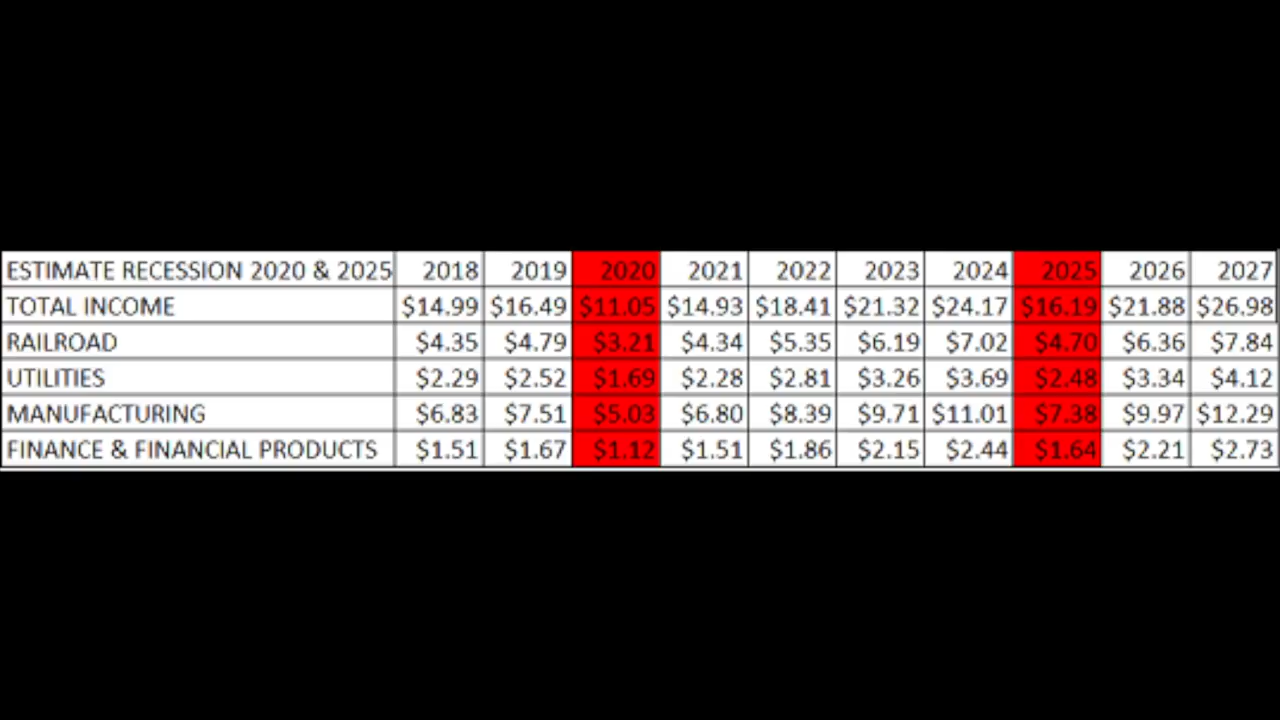 ESTIMATE RECESSION 2020 & 2025 2018 2019 2020 2021 2022 2023 2024 2025 2026 2027
TOTAL INCOME $14.99 $16.49 $11.05 $14.93 $18.41 $21.32 $24.17 $16.19 $21.88 $26.98
RAILROAD $4.35 $4.79 $3.21 $4.34 $5.35 $6.19 $7.02 $4.70 $6.36 $7.84
UTILITIES $2.29 $2.52 $1.69 $2.28 $2.81 $3.26 $3.69 $2.48 $3.34 $4.12
MANUFACTURING $6.83 $7.51 $5.03 $6.80 $8.39 $9.71 $11.01 $7.38 $9.97 $12.29
FINANCE & FINANCIAL PRODUCTS $1.51 $1.67 $1.12 $1.51 $1.86 $2.15 $2.44 $1.64 $2.21 $2.73